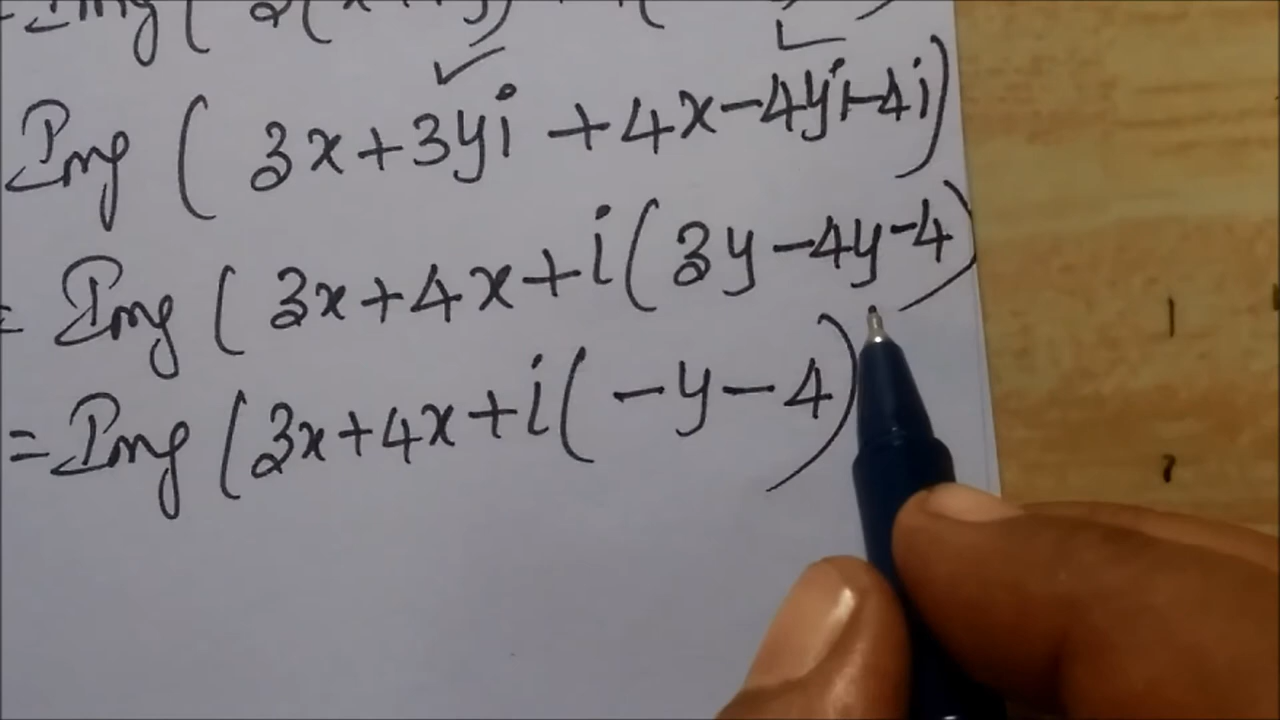 Img ( 3x+3yi +4x-4yi-4i)
= Img ( 3x+4x+i( 3y-4y-4)
= Img (3x+4x+i( -y-4)